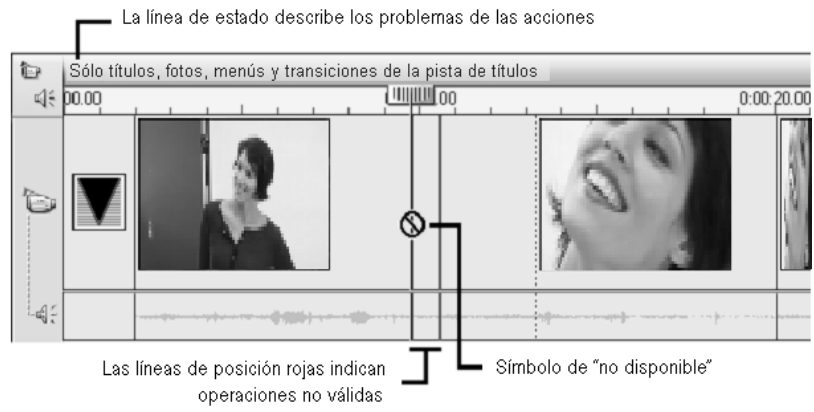 La línea de estado describe los problemas de las acciones
Sólo títulos, fotos, menús y transiciones de la pista de títulos
00.00
00
0:00:20.00
Las líneas de posición rojas indican
operaciones no válidas
Símbolo de “no disponible”